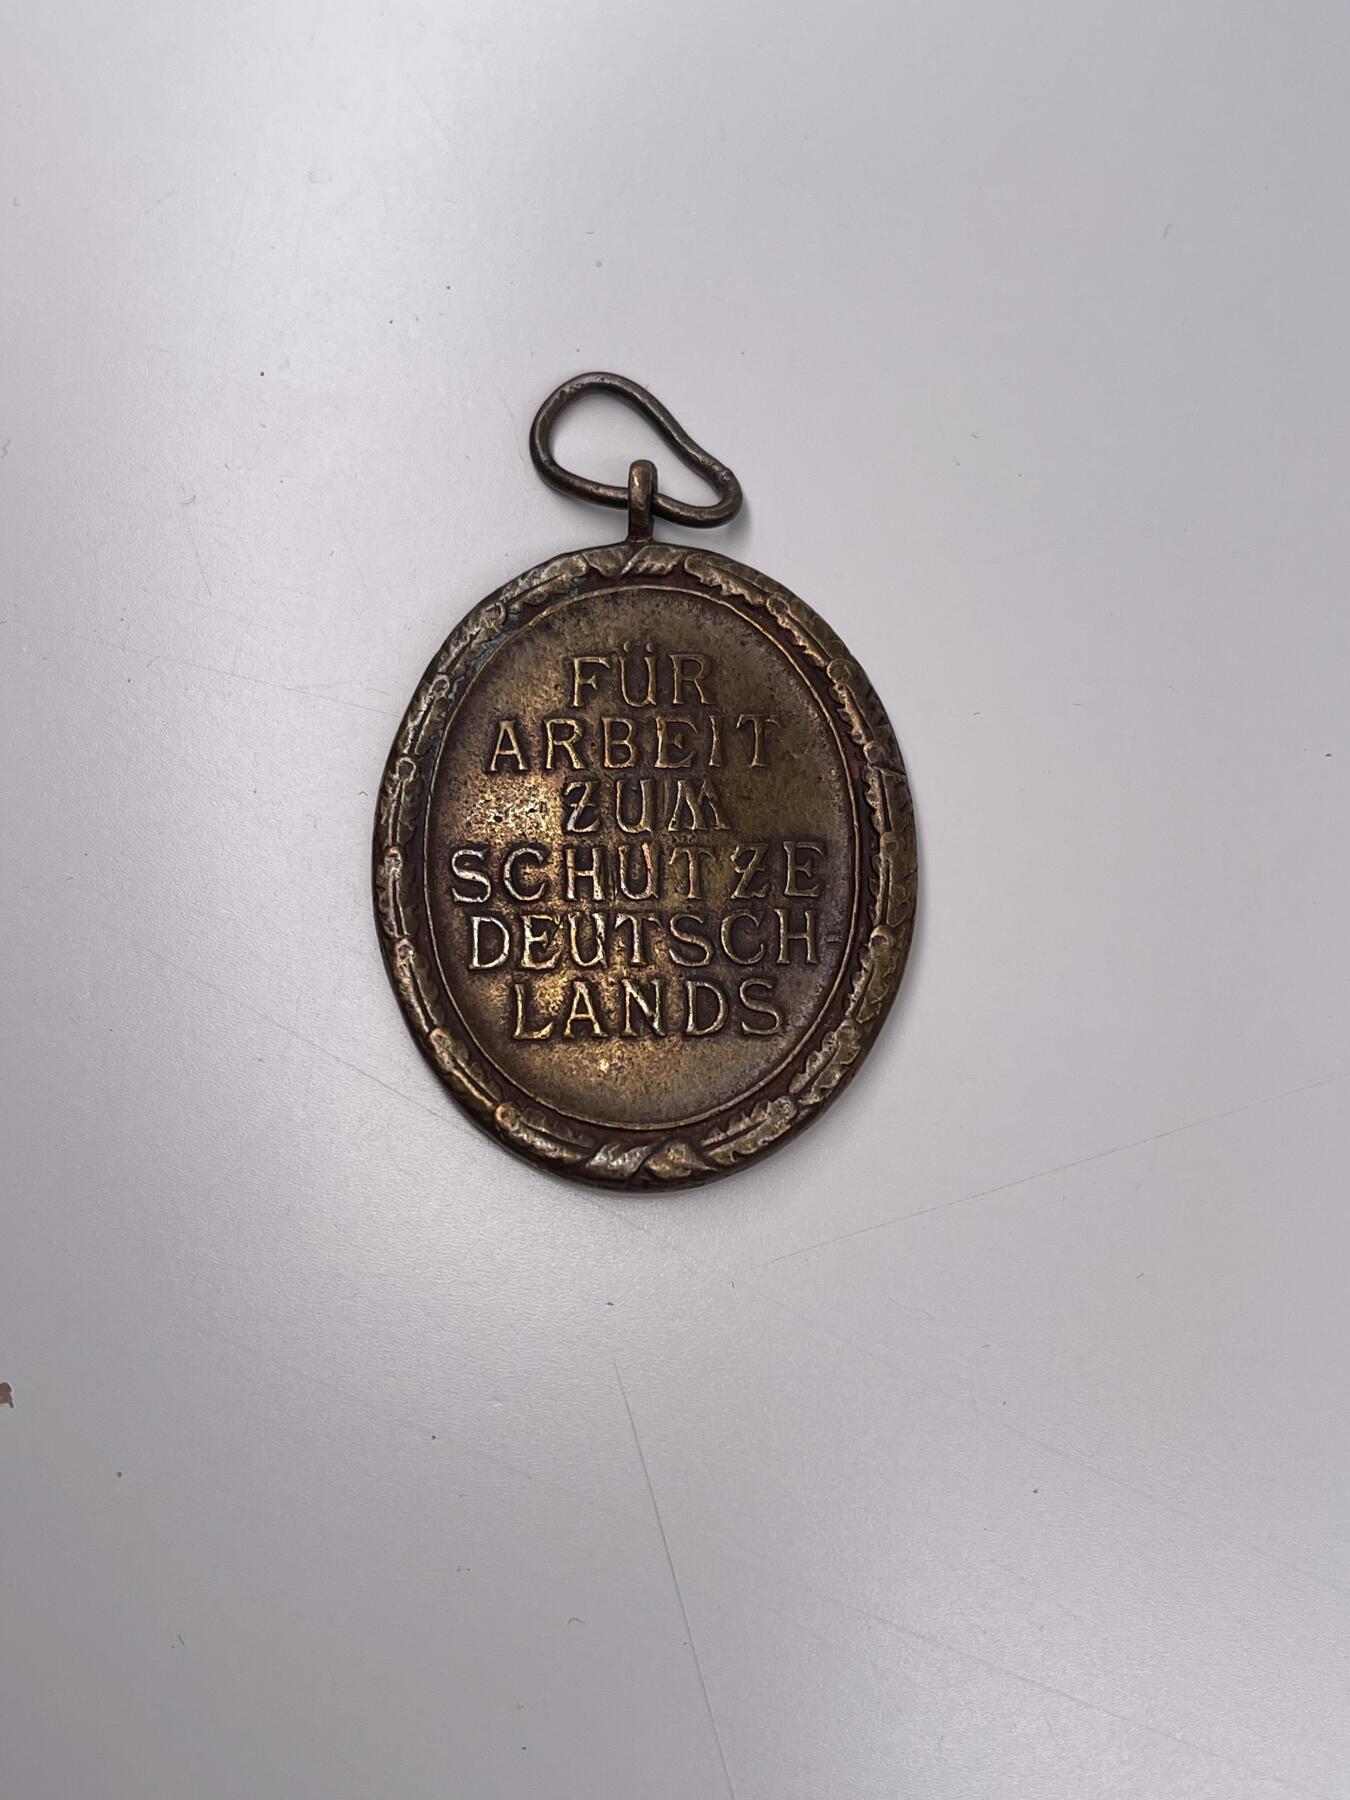 FÜR
ARBEIT
ZUM
SCHUTZE
DEUTSCH
LANDS